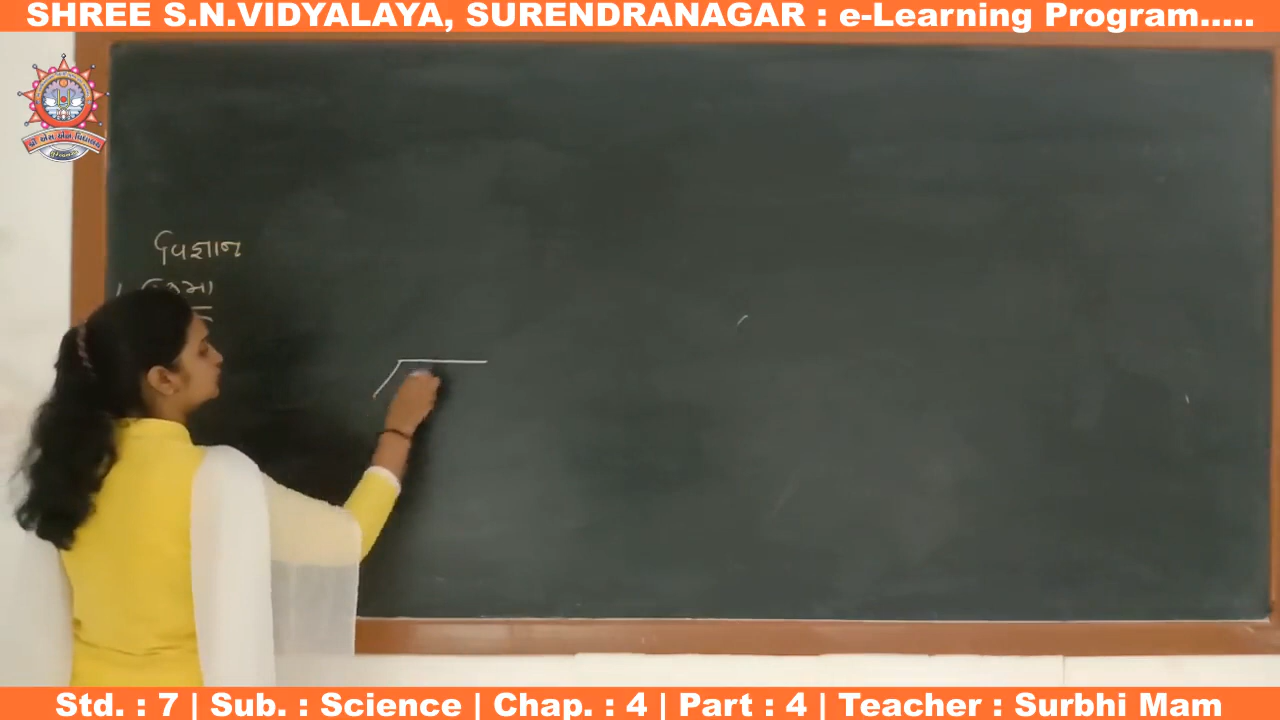 SHREE S.N.VIDYALAYA, SURENDRANAGAR : e-Learning Program.....
વિજ્ઞાન
Std. : 7 | Sub. : Science | Chap. : 4 | Part : 4 | Teacher : Surbhi Mam